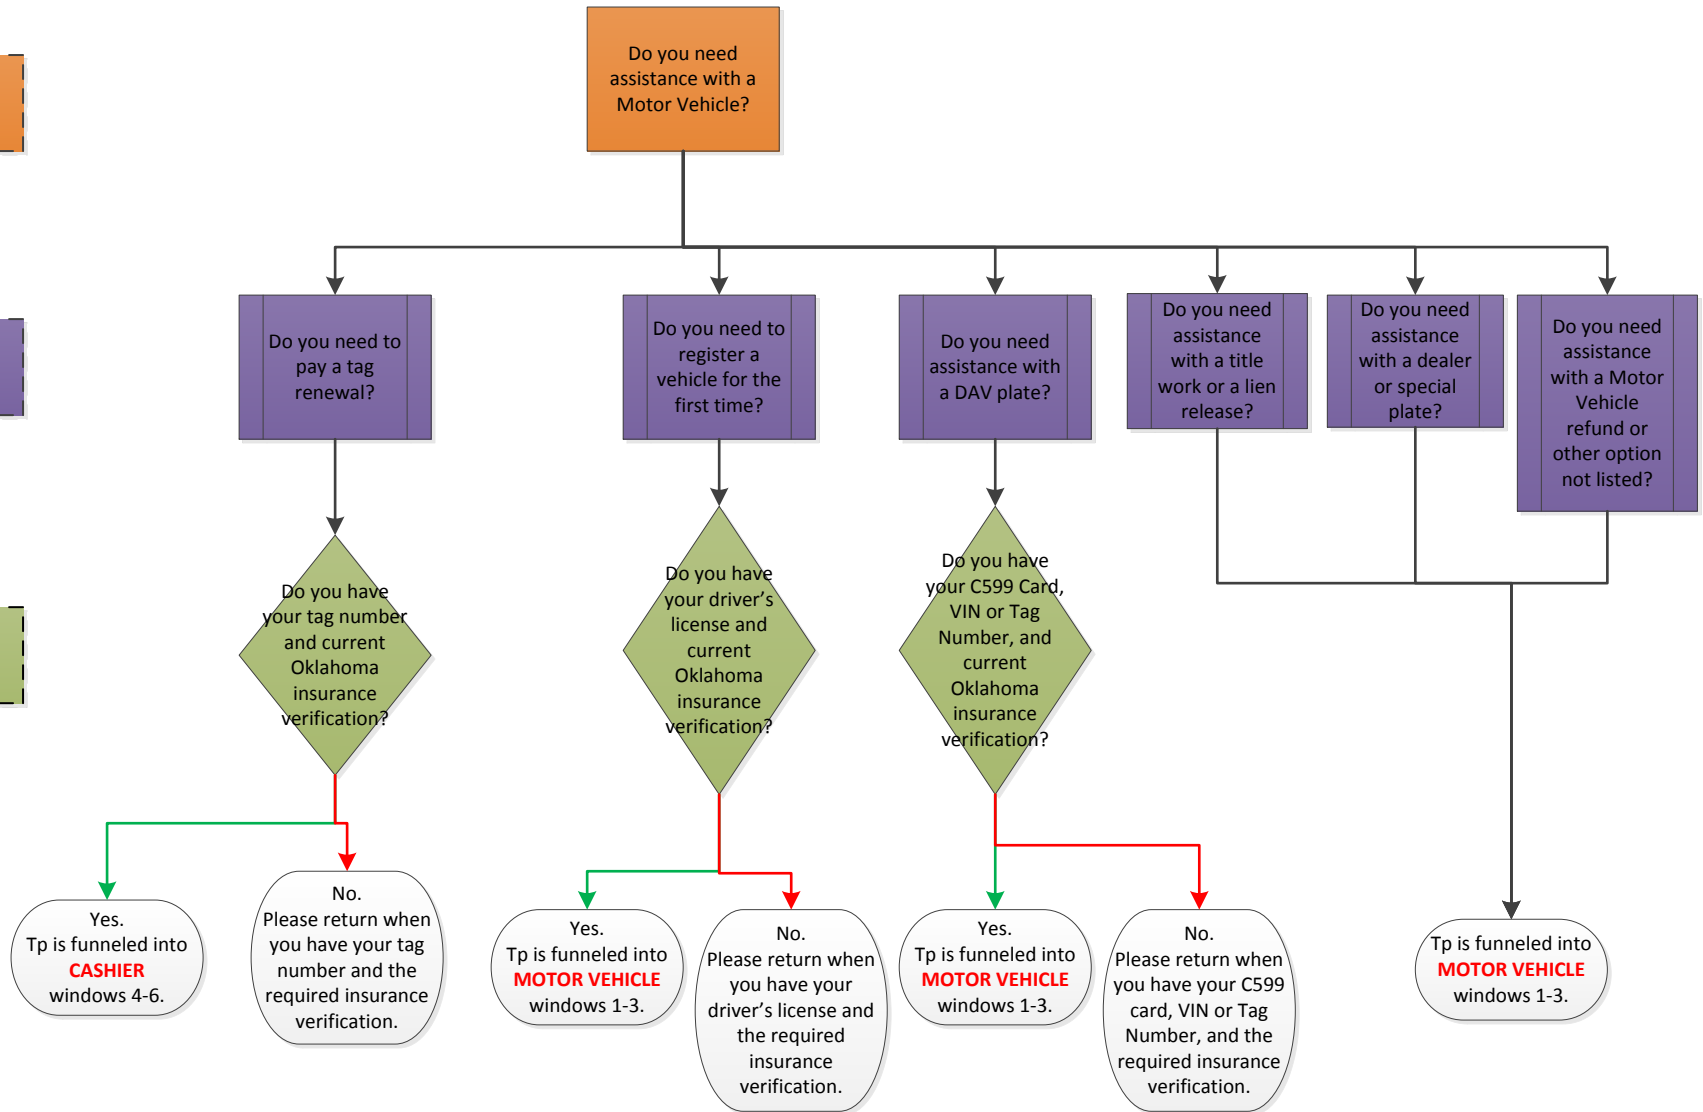 Do you need
assistance with a
Motor Vehicle?
Do you need to
pay a tag
renewal?
Do you need to
register a
vehicle for the
first time?
Do you need
assistance with
a DAV plate?
Do you need
assistance
with a title
work or a lien
release?
Do you need
assistance
with a dealer
or special
plate?
Do you need
assistance
with a Motor
Vehicle
refund or
other option
not listed?
Do you have
your tag number
and current
Oklahoma
insurance
verification?
Do you have
your driver’s
license and
current
Oklahoma
insurance
verification?
Do you have
your C599 Card,
VIN or Tag
Number, and
current
Oklahoma
insurance
verification?
Yes.
Tp is funneled into
CASHIER
windows 4-6.
No.
Please return when
you have your tag
number and the
required insurance
verification.
Yes.
Tp is funneled into
MOTOR VEHICLE
windows 1-3.
No.
Please return when
you have your
driver’s license and
the required
insurance
verification.
Yes.
Tp is funneled into
MOTOR VEHICLE
windows 1-3.
No.
Please return when
you have your C599
card, VIN or Tag
Number, and the
required insurance
verification.
Tp is funneled into
MOTOR VEHICLE
windows 1-3.